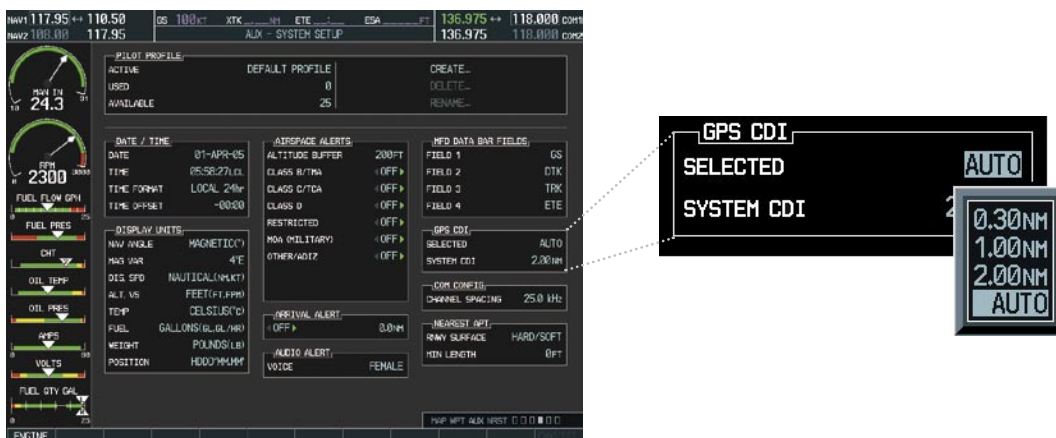 NAV1 117.95 ↔ 110.50 GS 100KT XTK ____NM ETE __:__ ESA _____FT 136.975 ↔ 118.000 COM1
NAV2 108.00 117.95 AUX - SYSTEM SETUP 136.975 118.000 COM2
PILOT PROFILE
ACTIVE DEFAULT PROFILE CREATE…
USED 0 DELETE…
AVAILABLE 25 RENAME…
MAN IN
24.3
RPM
2300
FUEL FLOW GPH
FUEL PRES
CHT
OIL TEMP
OIL PRES
AMPS
VOLTS
FUEL QTY GAL
ENGINE
DATE / TIME
DATE 01-APR-05
TIME 05:58:27LCL
TIME FORMAT LOCAL 24hr
TIME OFFSET -00:00
DISPLAY UNITS
NAV ANGLE MAGNETIC(°)
MAG VAR 4°E
DIS, SPD NAUTICAL(NM,KT)
ALT, VS FEET(FT,FPM)
TEMP CELSIUS(°C)
FUEL GALLONS(GL,GL/HR)
WEIGHT POUNDS(LB)
POSITION HDDD°MM.MM'
AIRSPACE ALERTS
ALTITUDE BUFFER 200FT
CLASS B/TMA OFF
CLASS C/TCA OFF
CLASS D OFF
RESTRICTED OFF
MOA (MILITARY) OFF
OTHER/ADIZ OFF
ARRIVAL ALERT
OFF 0.0NM
AUDIO ALERT
VOICE FEMALE
MFD DATA BAR FIELDS
FIELD 1 GS
FIELD 2 DTK
FIELD 3 TRK
FIELD 4 ETE
GPS CDI
SELECTED AUTO
SYSTEM CDI 2.00NM
COM CONFIG
CHANNEL SPACING 25.0 kHz
NEAREST APT
RNWY SURFACE HARD/SOFT
MIN LENGTH 0FT
MAP WPT AUX NRST
GPS CDI
SELECTED AUTO
SYSTEM CDI 2
0.30NM
1.00NM
2.00NM
AUTO